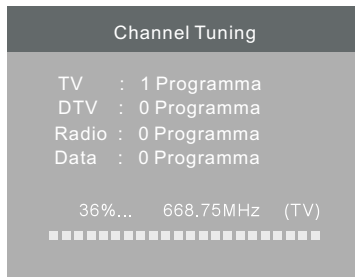 Channel Tuning
TV : 1 Programma
DTV : 0 Programma
Radio : 0 Programma
Data : 0 Programma
36%... 668.75MHz (TV)